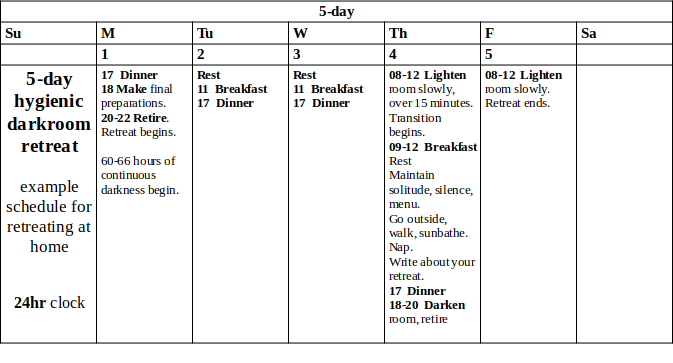 5-day
Su M Tu W Th F Sa
1 2 3 4 5
5-day
hygienic
darkroom
retreat
example
schedule for
retreating at
home
24hr clock
17 Dinner
18 Make final
preparations.
20-22 Retire.
Retreat begins.
60-66 hours of
continuous
darkness begin.
Rest
11 Breakfast
17 Dinner
Rest
11 Breakfast
17 Dinner
08-12 Lighten
room slowly,
over 15 minutes.
Transition
begins.
09-12 Breakfast
Rest
Maintain
solitude, silence,
menu.
Go outside,
walk, sunbathe.
Nap.
Write about your
retreat.
17 Dinner
18-20 Darken
room, retire
08-12 Lighten
room slowly.
Retreat ends.